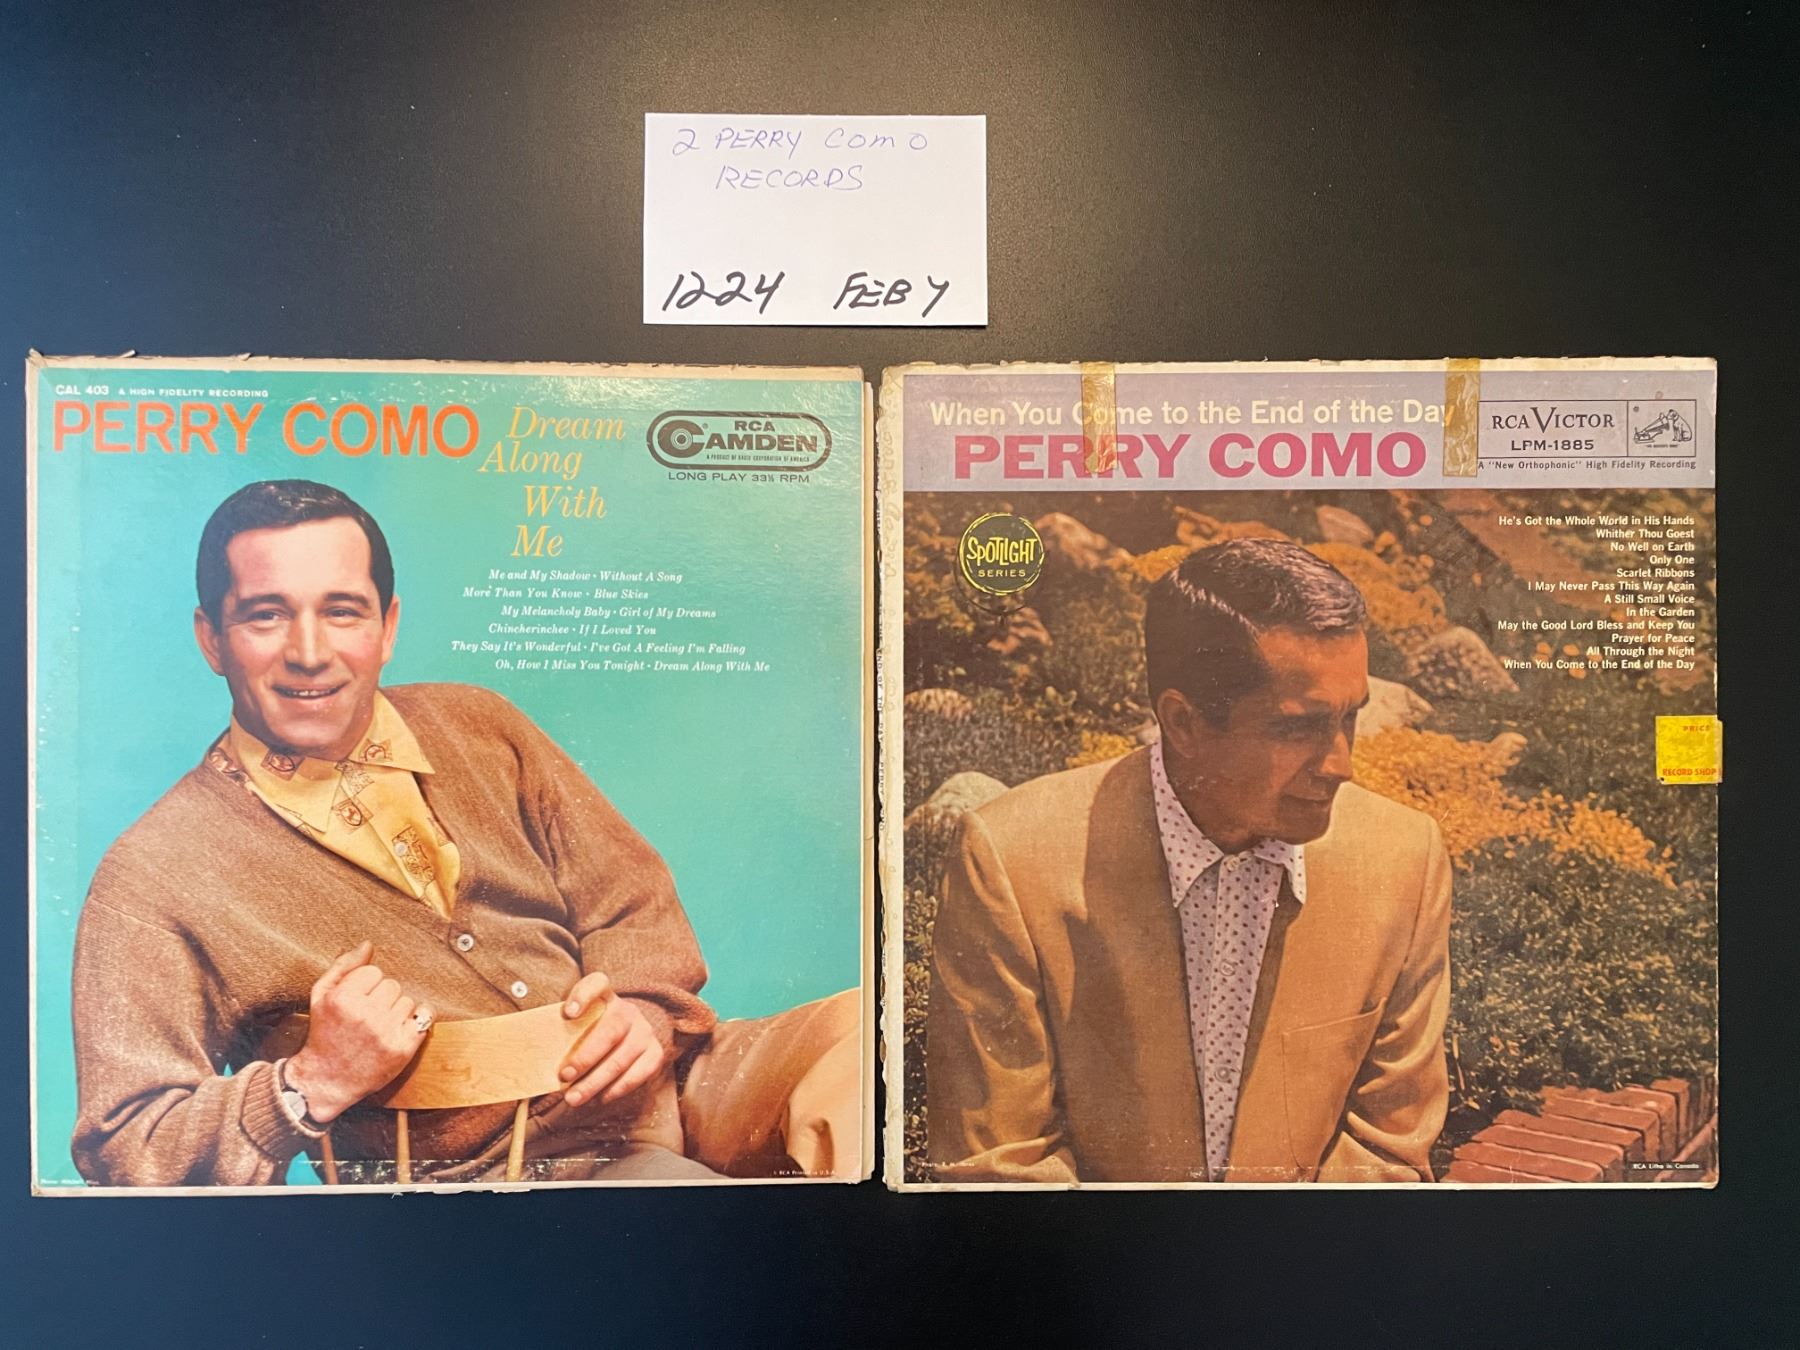 2 PERRY COMO
RECORDS
1224 FEB Y
CAL 403 A HIGH FIDELITY RECORDING
PERRY COMO
Dream
Along
With
Me
RCA
CAMDEN
A PRODUCT OF RADIO CORPORATION OF AMERICA
LONG PLAY 33⅓ RPM
Me and My Shadow • Without A Song
More Than You Know • Blue Skies
My Melancholy Baby • Girl of My Dreams
Chincherinchee • If I Loved You
They Say It's Wonderful • I've Got A Feeling I'm Falling
Oh, How I Miss You Tonight • Dream Along With Me
When You Come to the End of the Day
PERRY COMO
RCA VICTOR
LPM-1885
A "New Orthophonic" High Fidelity Recording
SPOTLIGHT
SERIES
He's Got the Whole World in His Hands
Whither Thou Goest
No Well on Earth
Only One
Scarlet Ribbons
I May Never Pass This Way Again
A Still Small Voice
In the Garden
May the Good Lord Bless and Keep You
Prayer for Peace
All Through the Night
When You Come to the End of the Day
PRICE
RECORD SHOP
RCA Litho in Canada